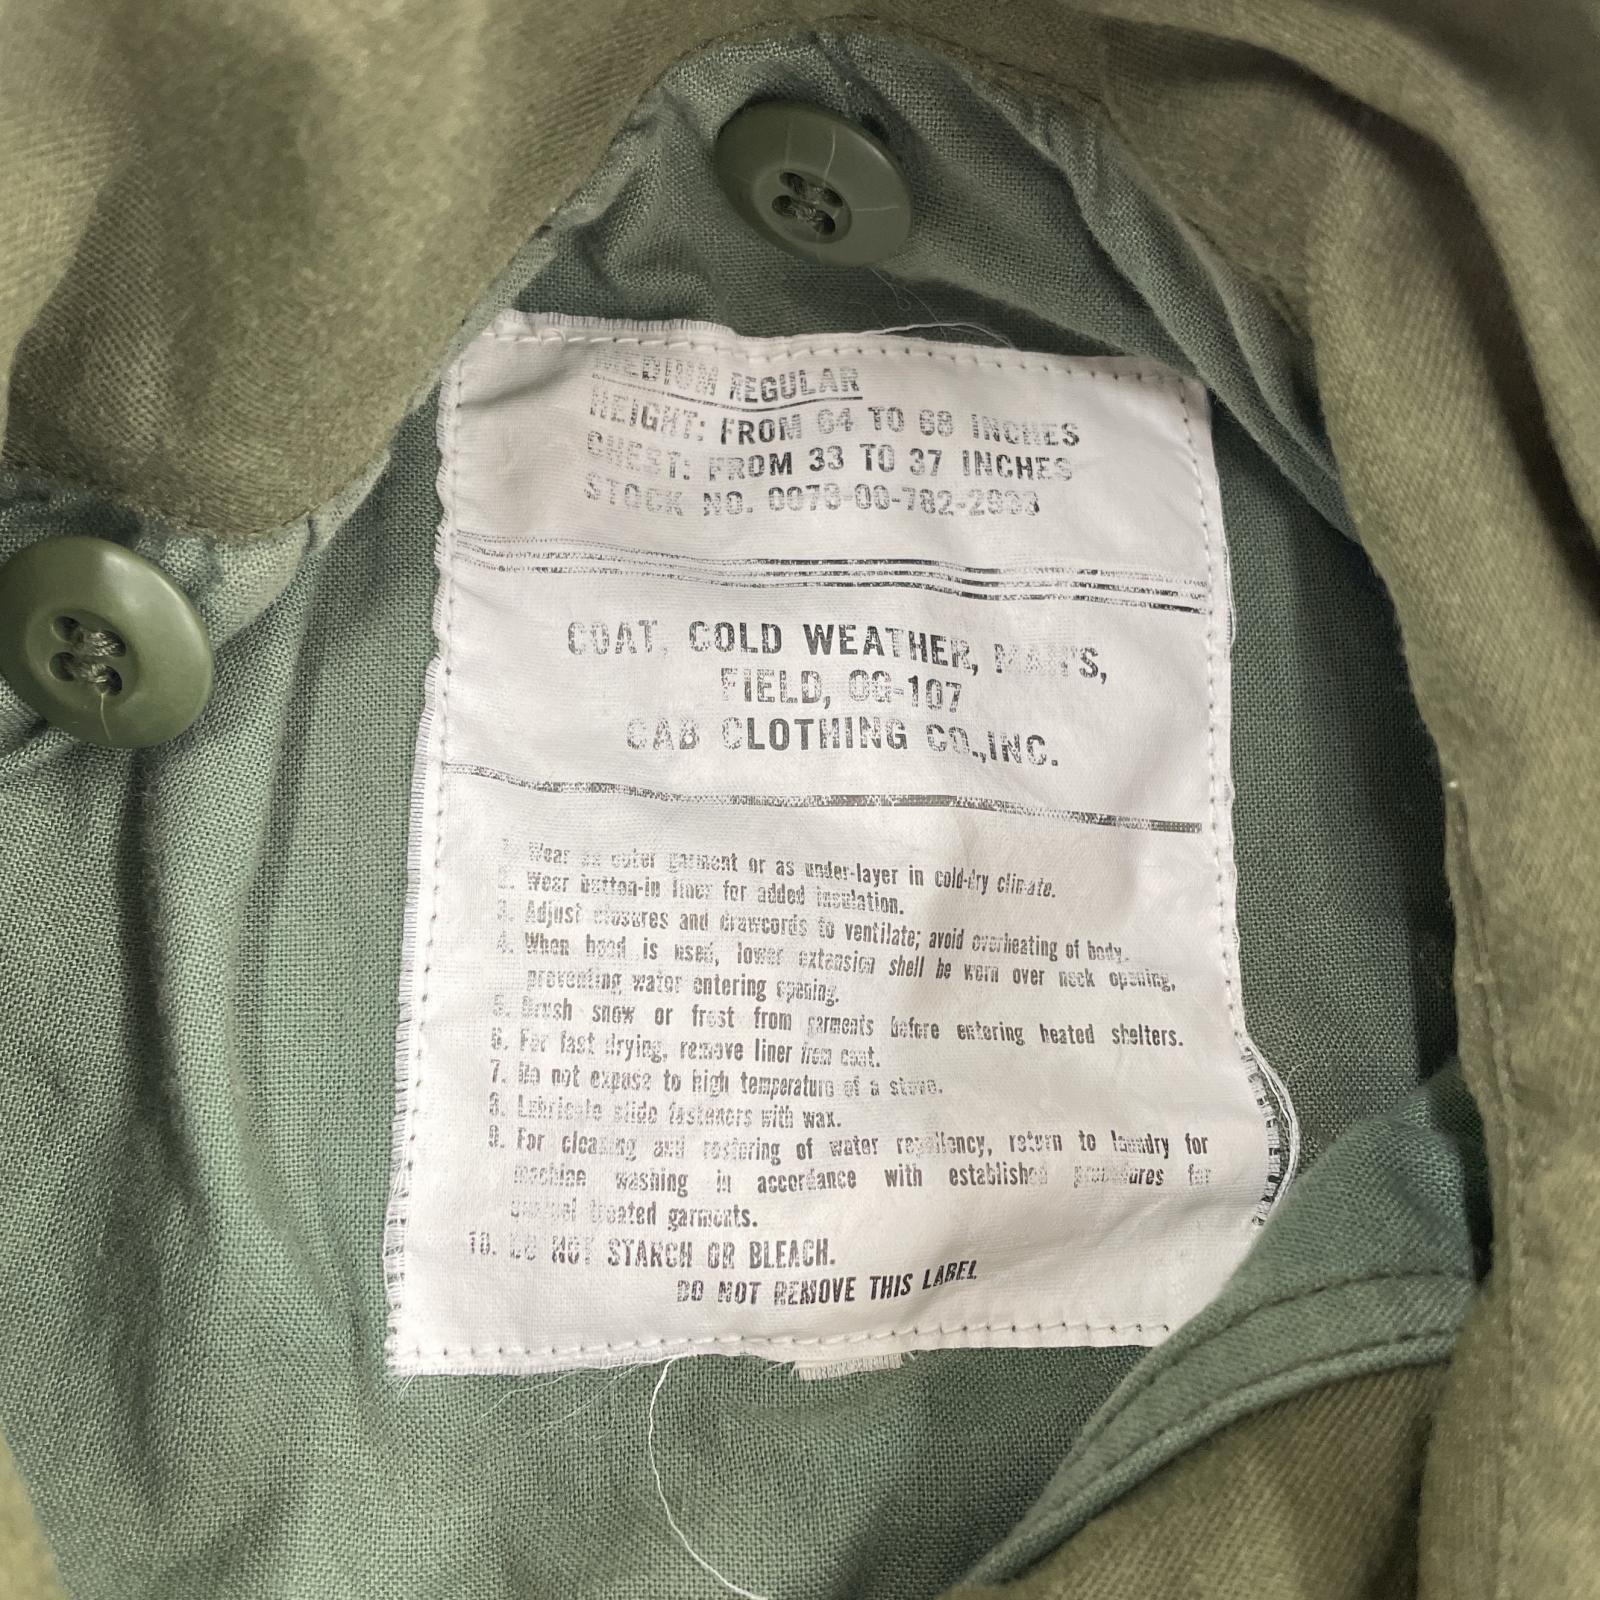 MEDIUM REGULAR
HEIGHT: FROM 64 TO 68 INCHES
CHEST: FROM 33 TO 37 INCHES
STOCK NO.
COAT, COLD WEATHER, MAN'S,
FIELD, OG-107
CAB CLOTHING CO.,INC.
1. Wear as outer garment or as under-layer in cold-dry climate.
2. Wear button-in liner for added insulation.
3. Adjust closures and drawcords to ventilate; avoid overheating of body.
4. When hood is used, lower extension shall be worn over neck opening,
preventing water entering opening.
5. Brush snow or frost from garments before entering heated shelters.
6. For fast drying, remove liner from coat.
7. Do not expose to high temperature of a stove.
8. Lubricate slide fasteners with wax.
9. For cleaning and restoring of water repellency, return to laundry for
machine washing in accordance with established procedures for
treated garments.
10. DO NOT STARCH OR BLEACH.
DO NOT REMOVE THIS LABEL